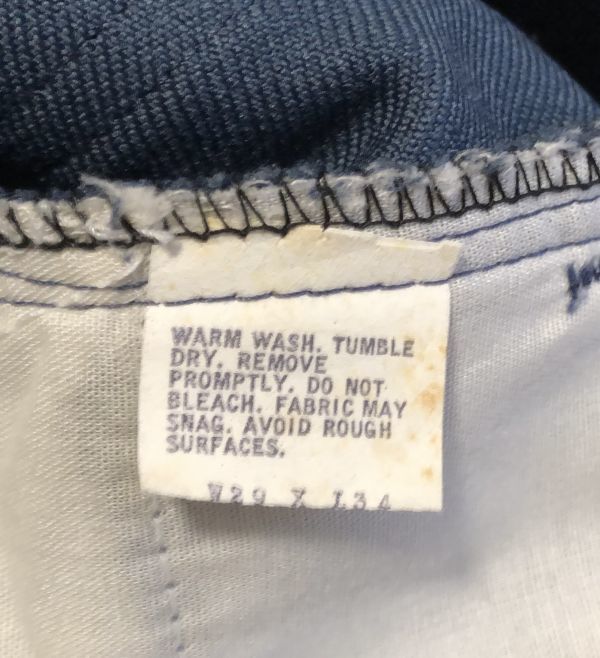 WARM WASH. TUMBLE
DRY. REMOVE
PROMPTLY. DO NOT
BLEACH. FABRIC MAY
SNAG. AVOID ROUGH
SURFACES.
W29 X L34